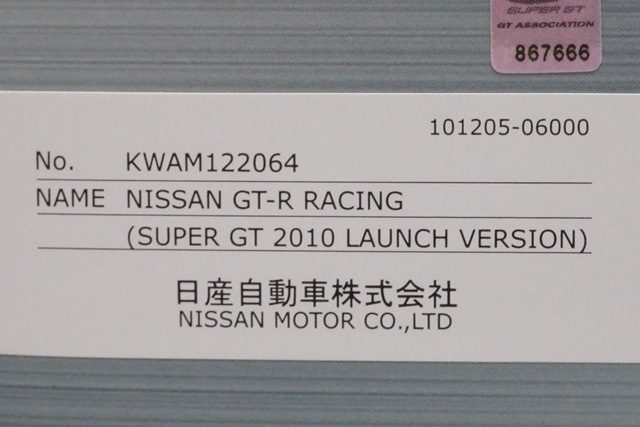 SUPER GT
GT ASSOCIATION
867666
101205-06000
No. KWAM122064
NAME NISSAN GT-R RACING
(SUPER GT 2010 LAUNCH VERSION)
日産自動車株式会社
NISSAN MOTOR CO.,LTD